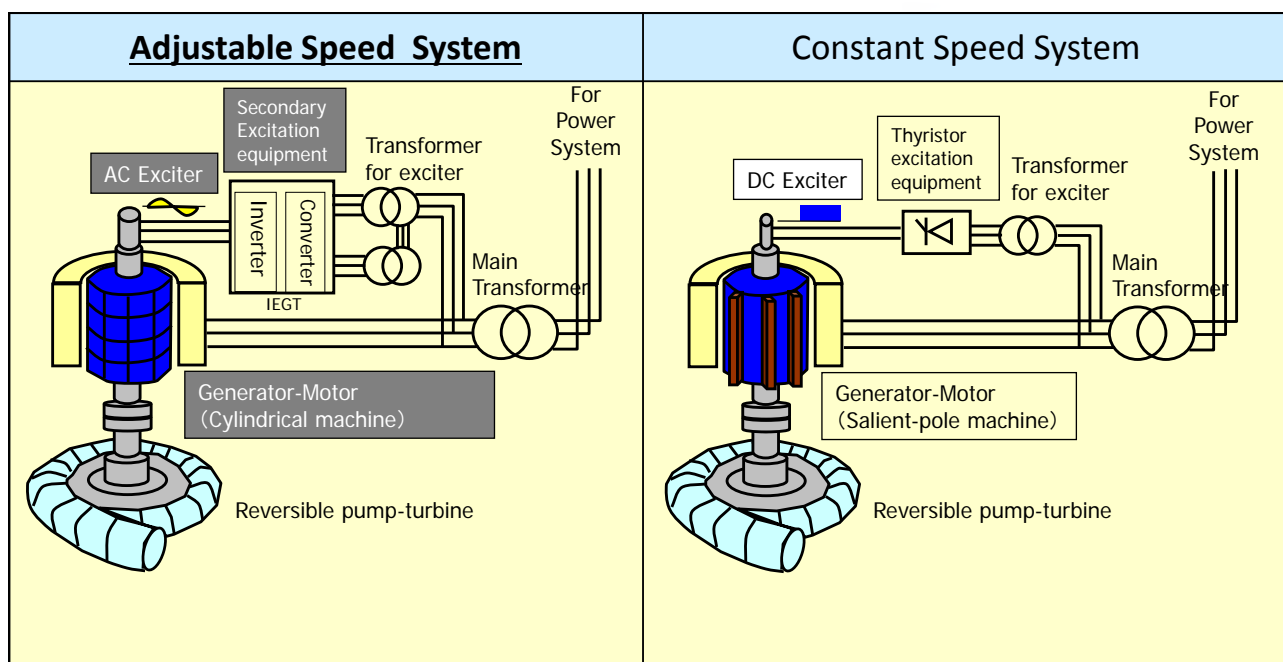 Adjustable Speed System
Constant Speed System
Secondary
Excitation
equipment
AC Exciter
Transformer
for exciter
For
Power
System
Inverter
Converter
IEGT
Main
Transformer
Generator-Motor
(Cylindrical machine)
Reversible pump-turbine
For
Power
System
Thyristor
excitation
equipment
DC Exciter
Transformer
for exciter
Main
Transformer
Generator-Motor
(Salient-pole machine)
Reversible pump-turbine